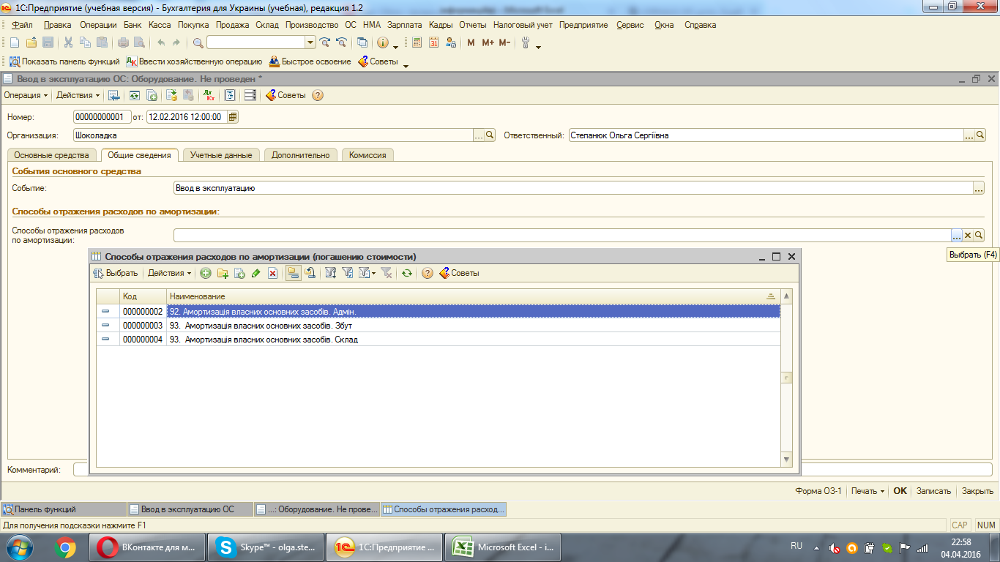 1С:Предприятие (учебная версия) - Бухгалтерия для Украины (учебная), редакция 1.2
Файл Правка Операции Банк Касса Покупка Продажа Склад Производство ОС НМА Зарплата Кадры Отчеты Налоговый учет Предприятие Сервис Окна Справка
M M+ M-
Показать панель функций Ввести хозяйственную операцию Быстрое освоение Советы
Ввод в эксплуатацию ОС: Оборудование. Не проведен *
Операция Действия Дт Кт Советы
Номер: 00000000001 от: 12.02.2016 12:00:00
Организация: Шоколадка ... Ответственный: Степанюк Ольга Сергіївна ...
Основные средства Общие сведения Учетные данные Дополнительно Комиссия
События основного средства
Событие: Ввод в эксплуатацию ...
Способы отражения расходов по амортизации:
Способы отражения расходов
по амортизации: ...
Выбрать (F4)
Способы отражения расходов по амортизации (погашению стоимости)
Выбрать Действия Советы
Код Наименование
000000002 92. Амортизація власних основних засобів. Адмін.
000000003 93. Амортизація власних основних засобів. Збут
000000004 93. Амортизація власних основних засобів. Склад
Комментарий:
Форма ОЗ-1 Печать OK Записать Закрыть
Панель функций Ввод в эксплуатацию ОС ...: Оборудование. Не прове... Способы отражения расход...
Для получения подсказки нажмите F1 CAP NUM
ВКонтакте для м... Skype™ - olga.ste... 1С:Предприятие ... Microsoft Excel - i... RU 22:58
04.04.2016